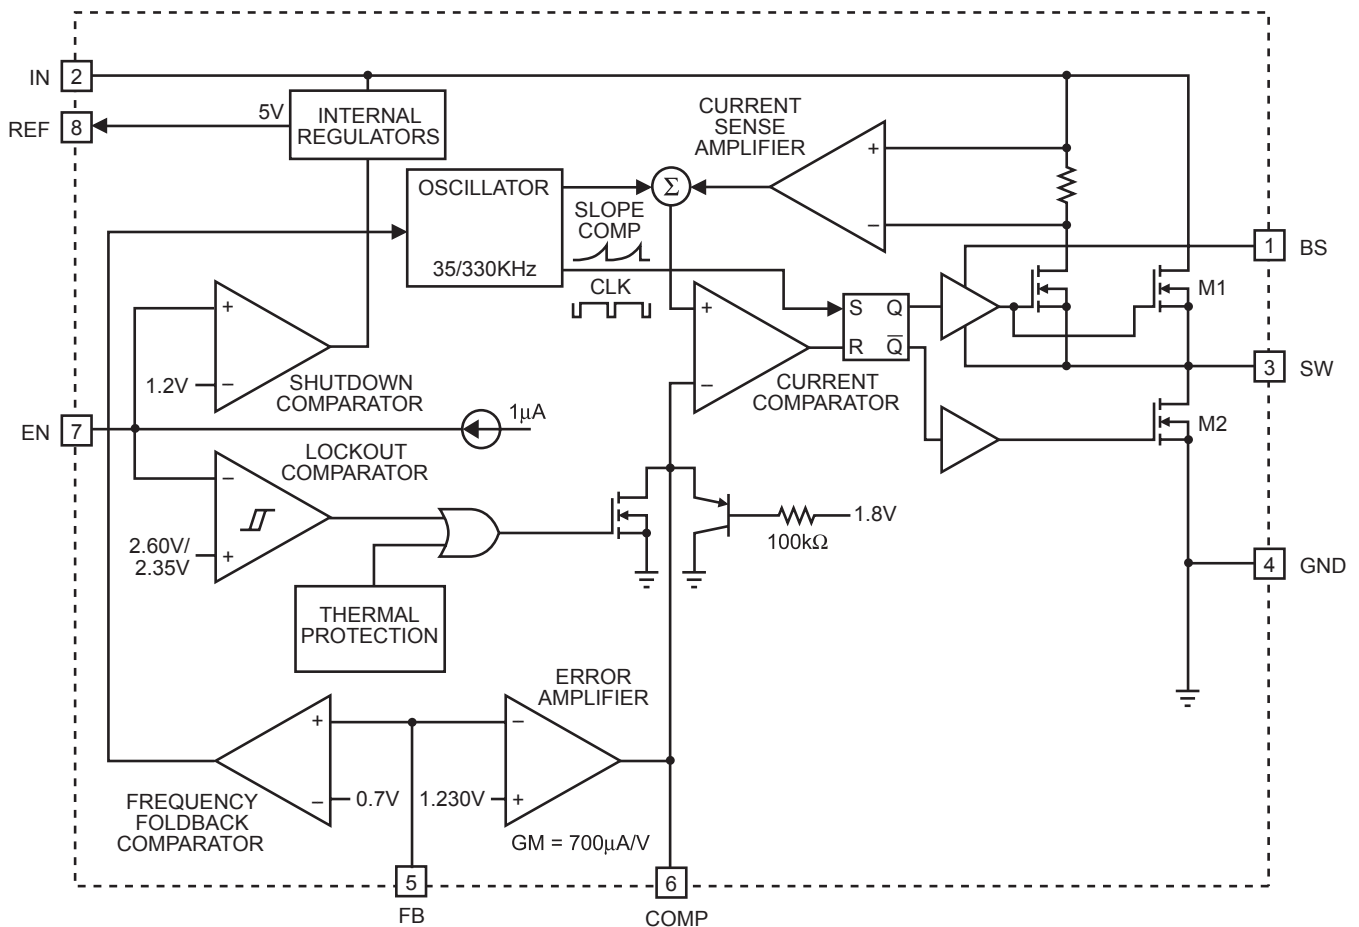 IN 2
REF 8
5V
INTERNAL
REGULATORS
CURRENT
SENSE
AMPLIFIER
+
–
OSCILLATOR
35/330KHz
Σ
SLOPE
COMP
CLK
1 BS
M1
+
–
1.2V
SHUTDOWN
COMPARATOR
+
–
CURRENT
COMPARATOR
S Q
R Q̅
3 SW
M2
EN 7
1μA
LOCKOUT
COMPARATOR
–
+
2.60V/
2.35V
1.8V
100kΩ
THERMAL
PROTECTION
4 GND
ERROR
AMPLIFIER
+
–
0.7V
–
+
1.230V
FREQUENCY
FOLDBACK
COMPARATOR
GM = 700μA/V
5
FB
6
COMP